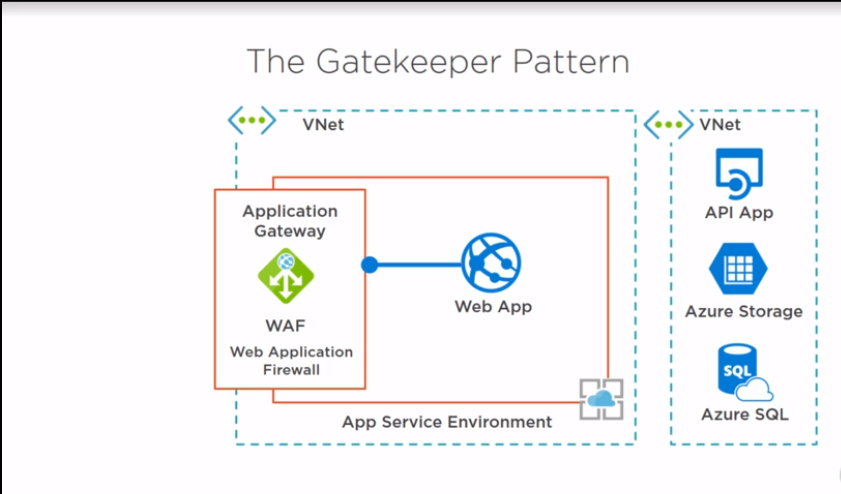 The Gatekeeper Pattern
VNet
Application
Gateway
WAF
Web Application
Firewall
Web App
App Service Environment
VNet
API App
Azure Storage
SQL
Azure SQL